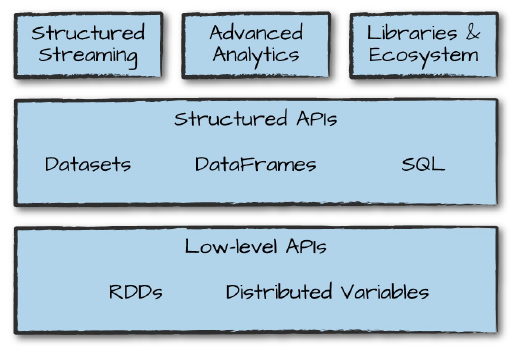 Structured
Streaming
Advanced
Analytics
Libraries &
Ecosystem
Structured APIs
Datasets DataFrames SQL
Low-level APIs
RDDs Distributed Variables